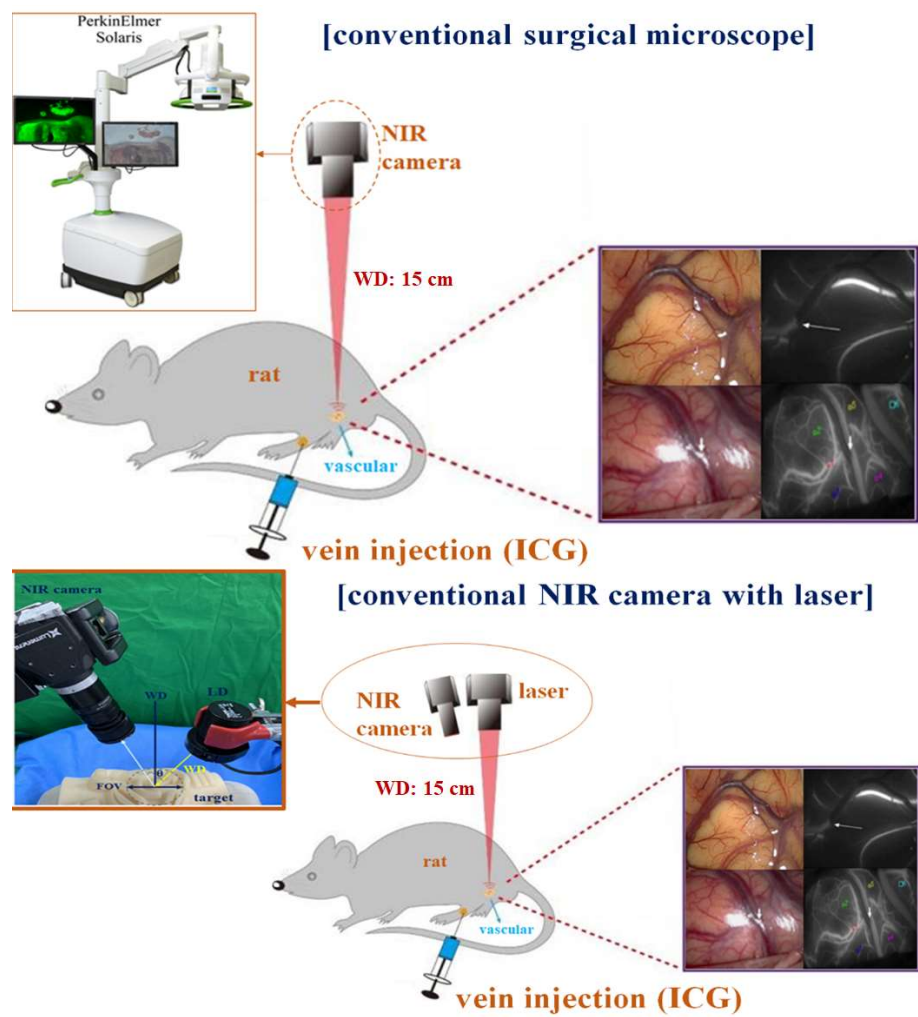 PerkinElmer
Solaris
[conventional surgical microscope]
NIR
camera
WD: 15 cm
rat
vascular
vein injection (ICG)
[conventional NIR camera with laser]
NIR camera
WD
LD
θ
WD
FOV
target
NIR
camera
laser
WD: 15 cm
rat
vascular
vein injection (ICG)